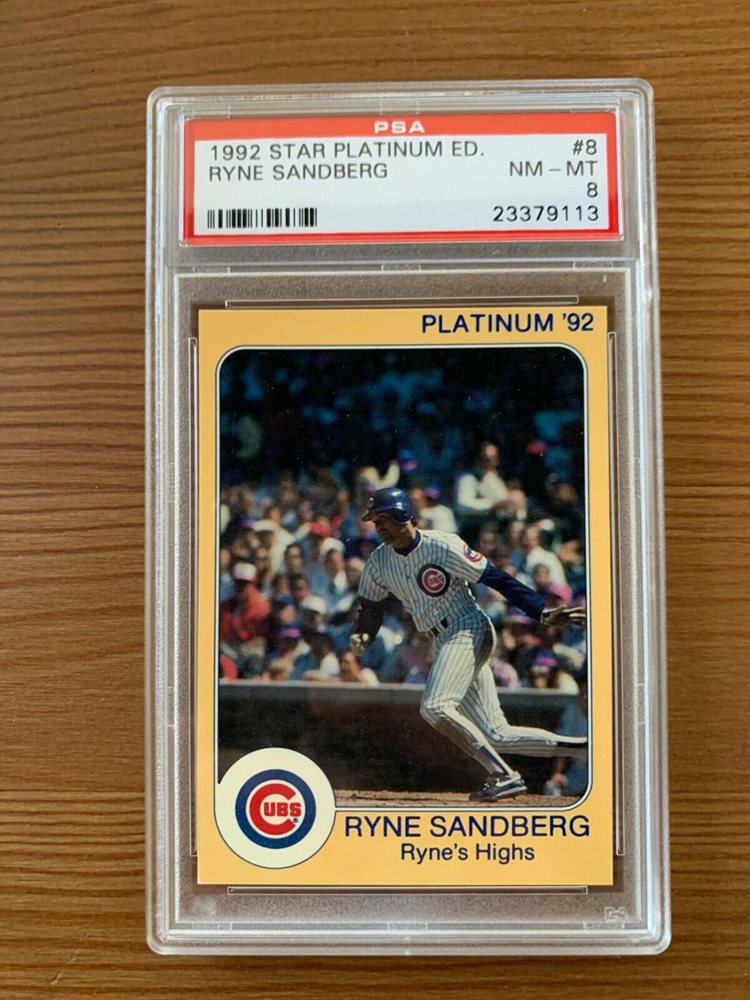 PSA
1992 STAR PLATINUM ED. #8
RYNE SANDBERG NM - MT
8
23379113
PLATINUM '92
CUBS
CUBS
RYNE SANDBERG
Ryne's Highs